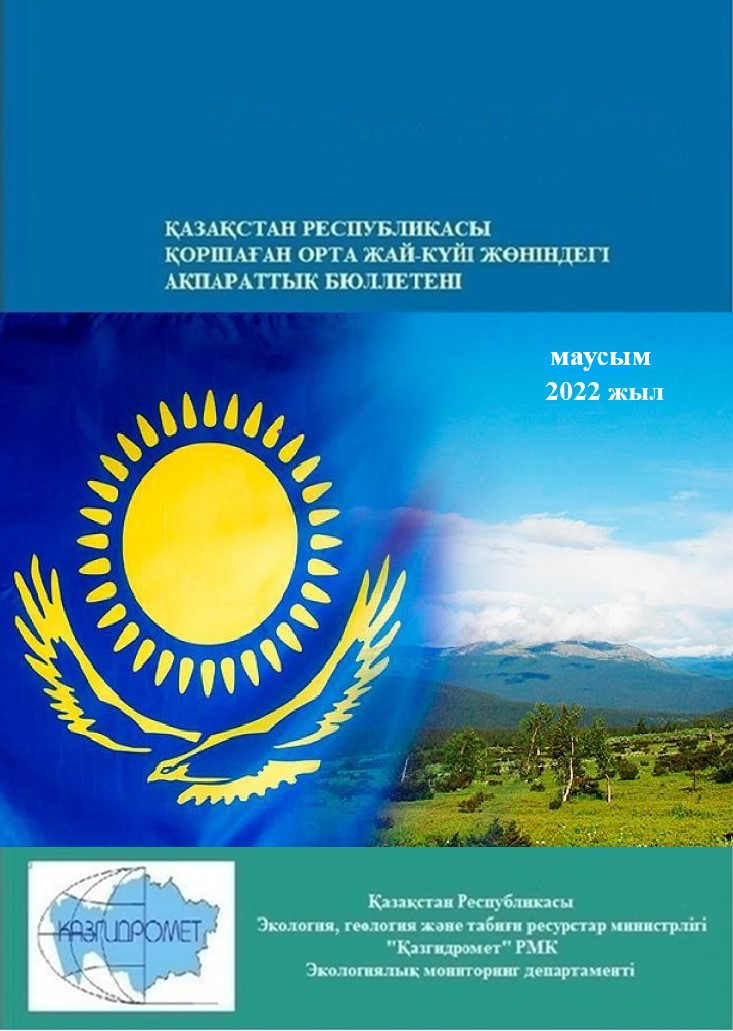 ҚАЗАҚСТАН РЕСПУБЛИКАСЫ
ҚОРШАҒАН ОРТА ЖАЙ-КҮЙІ ЖӨНІНДЕГІ
АҚПАРАТТЫҚ БЮЛЛЕТЕНІ
маусым
2022 жыл
ҚАЗГИДРОМЕТ
Қазақстан Республикасы
Экология, геология және табиғи ресурстар министрлігі
"Қазгидромет" РМК
Экологиялық мониторинг департаменті